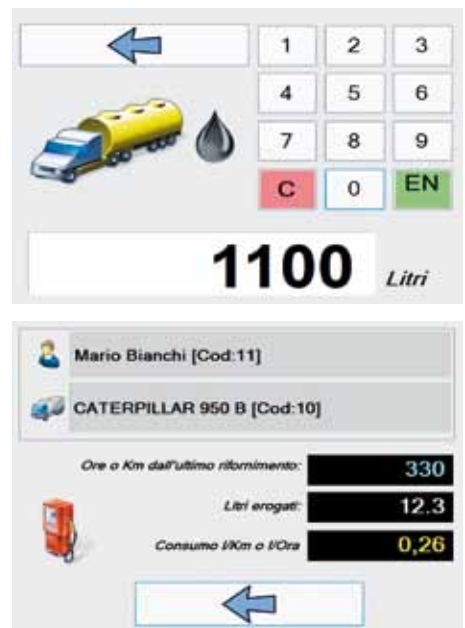 1 2 3
4 5 6
7 8 9
C 0 EN
1100 Litri
Mario Bianchi [Cod:11]
CATERPILLAR 950 B [Cod:10]
Ore o Km dall'ultimo rifornimento: 330
Litri erogati: 12.3
Consumo l/Km o l/Ora 0,26